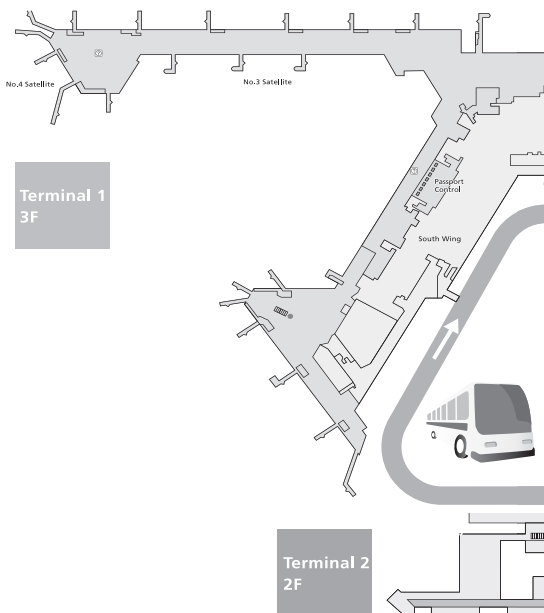 No.4 Satellite
No.3 Satellite
Terminal 1
3F
Passport
Control
South Wing
Terminal 2
2F